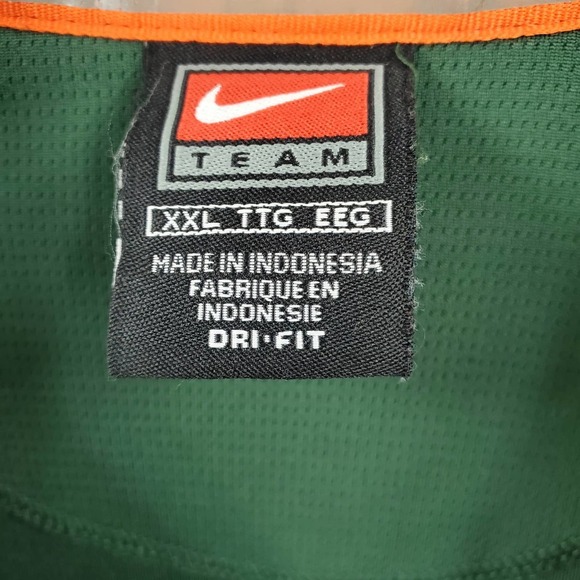 TEAM
XXL TTG EEG
MADE IN INDONESIA
FABRIQUE EN
INDONESIE
DRI·FIT